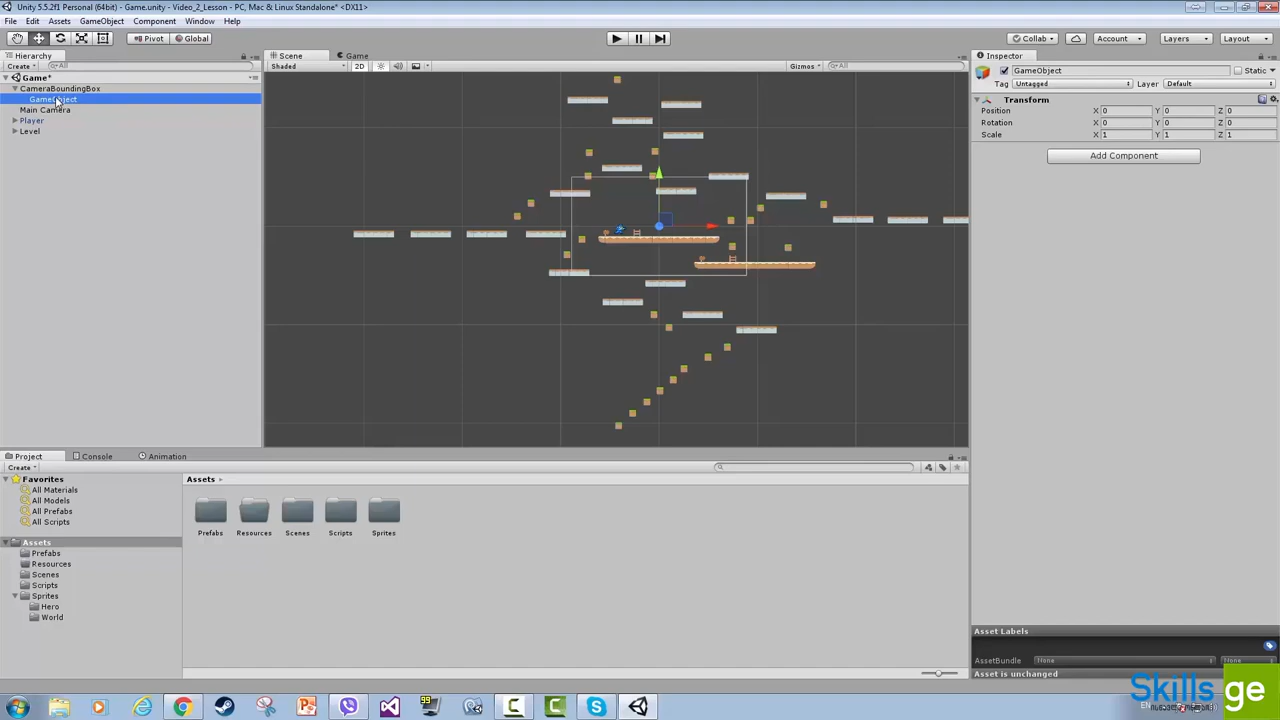 Unity 5.5.2f1 Personal (64bit) - Game.unity - Video_2_Lesson - PC, Mac & Linux Standalone* <DX11>
File Edit Assets GameObject Component Window Help
Pivot Global Collab Account Layers Layout
Hierarchy Scene Game Inspector
Create All Shaded 2D Gizmos All GameObject Static
Game*
CameraBoundingBox
GameObject
Main Camera
Player
Level
Tag Untagged Layer Default
Transform
Position X 0 Y 0 Z 0
Rotation X 0 Y 0 Z 0
Scale X 1 Y 1 Z 1
Add Component
Project Console Animation
Create
Favorites
All Materials
All Models
All Prefabs
All Scripts
Assets
Prefabs
Resources
Scenes
Scripts
Sprites
Hero
World
Assets
Prefabs Resources Scenes Scripts Sprites
Asset Labels
AssetBundle None None
Asset is unchanged
Skills ge
99